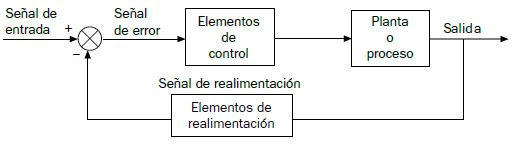 Señal de
entrada
+
−
Señal
de error
Elementos
de
control
Planta
o
proceso
Salida
Señal de realimentación
Elementos de
realimentación